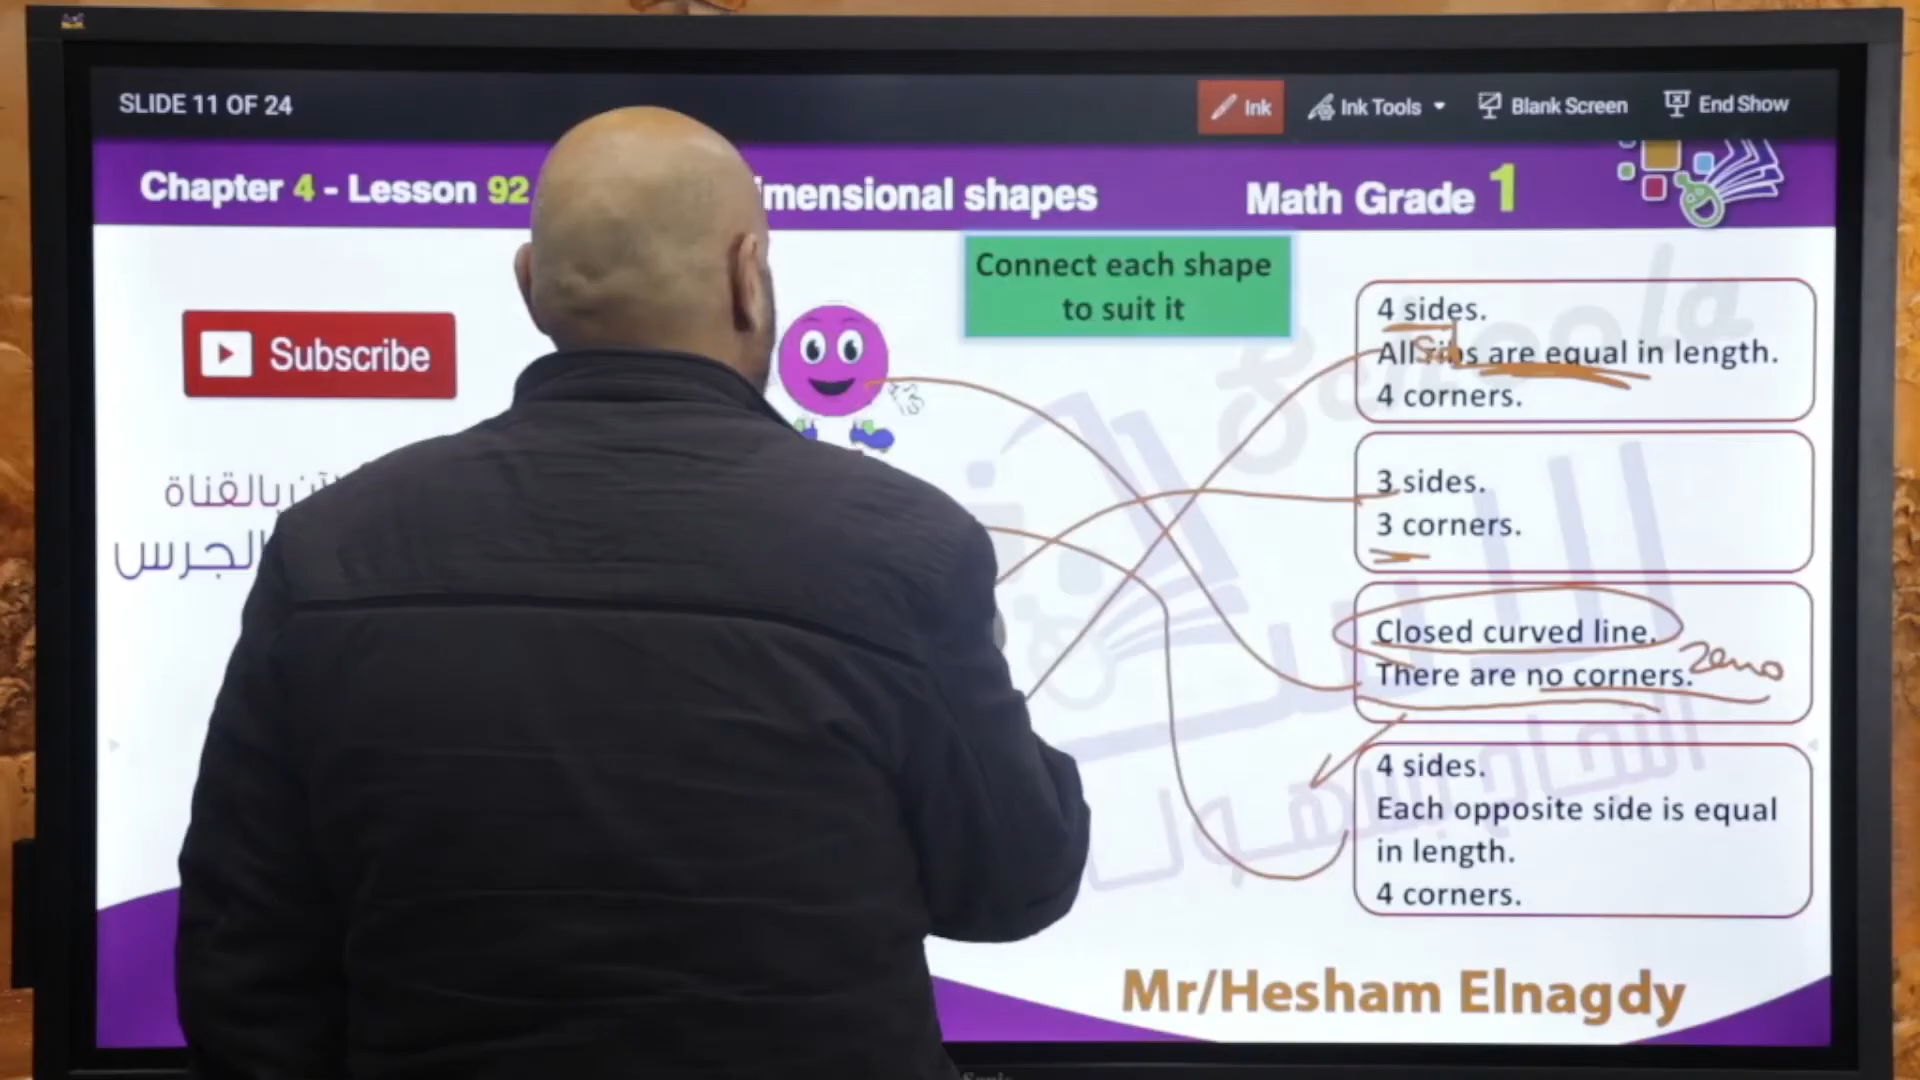 SLIDE 11 OF 24
Ink
Ink Tools
Blank Screen
End Show
Chapter 4 - Lesson 92
mensional shapes
Math Grade 1
Connect each shape
to suit it
Subscribe
بالقناة
الجرس
4 sides.
All ribs are equal in length.
4 corners.
3 sides.
3 corners.
Closed curved line.
There are no corners.
zero
4 sides.
Each opposite side is equal
in length.
4 corners.
Mr/Hesham Elnagdy